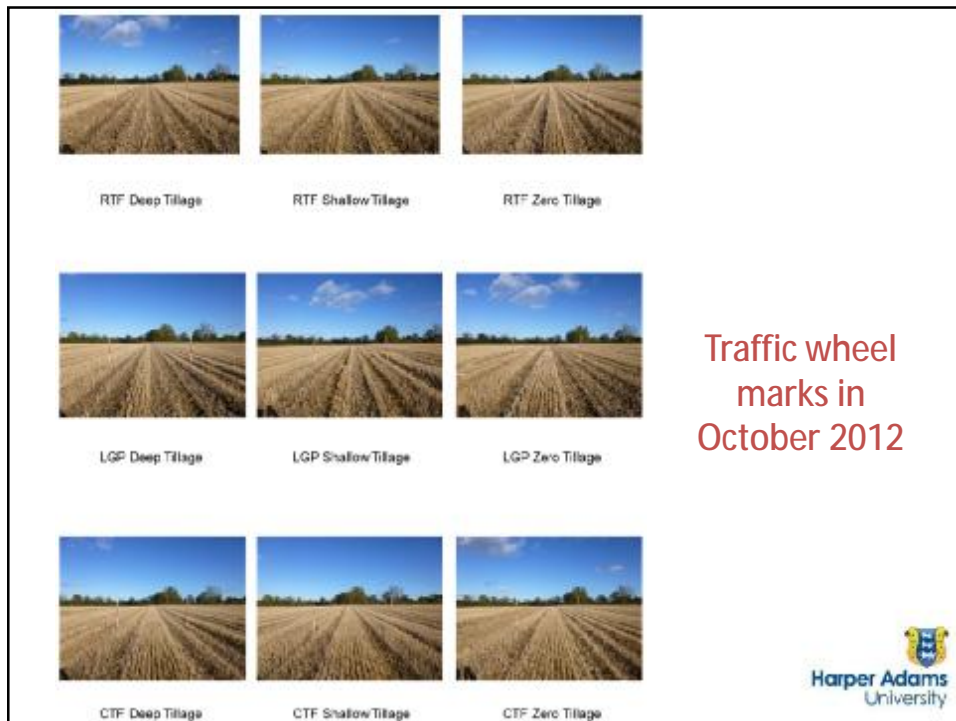 RTF Deep Tillage
RTF Shallow Tillage
RTF Zero Tillage
LGP Deep Tillage
LGP Shallow Tillage
LGP Zero Tillage
Traffic wheel
marks in
October 2012
CTF Deep Tillage
CTF Shallow Tillage
CTF Zero Tillage
Harper Adams
University